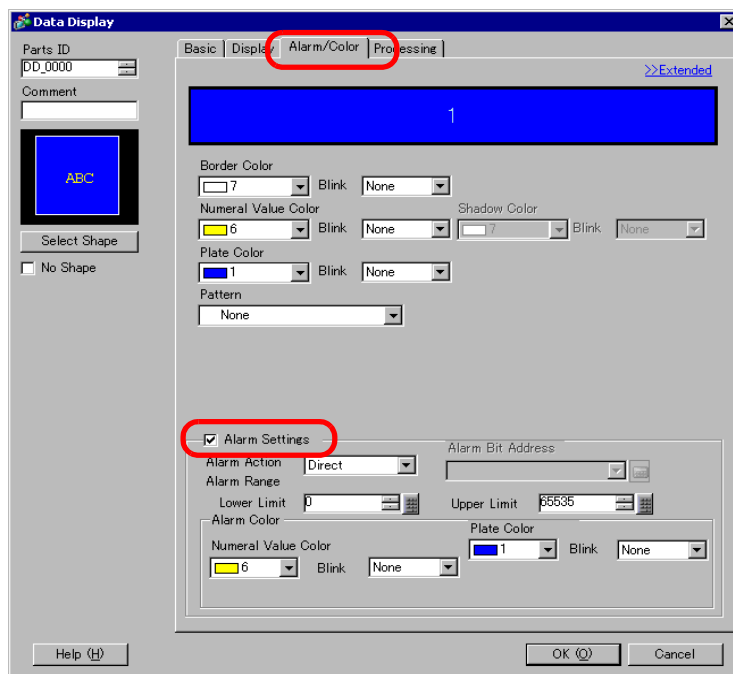 Data Display
Parts ID
DD_0000
Comment
ABC
Select Shape
No Shape
Basic Display Alarm/Color Processing
>>Extended
1
Border Color
7 Blink None
Numeral Value Color Shadow Color
6 Blink None 7 Blink None
Plate Color
1 Blink None
Pattern
None
Alarm Settings
Alarm Bit Address
Alarm Action Direct
Alarm Range
Lower Limit 0 Upper Limit 65535
Alarm Color
Plate Color
Numeral Value Color
1 Blink None
6 Blink None
Help (H) OK (O) Cancel